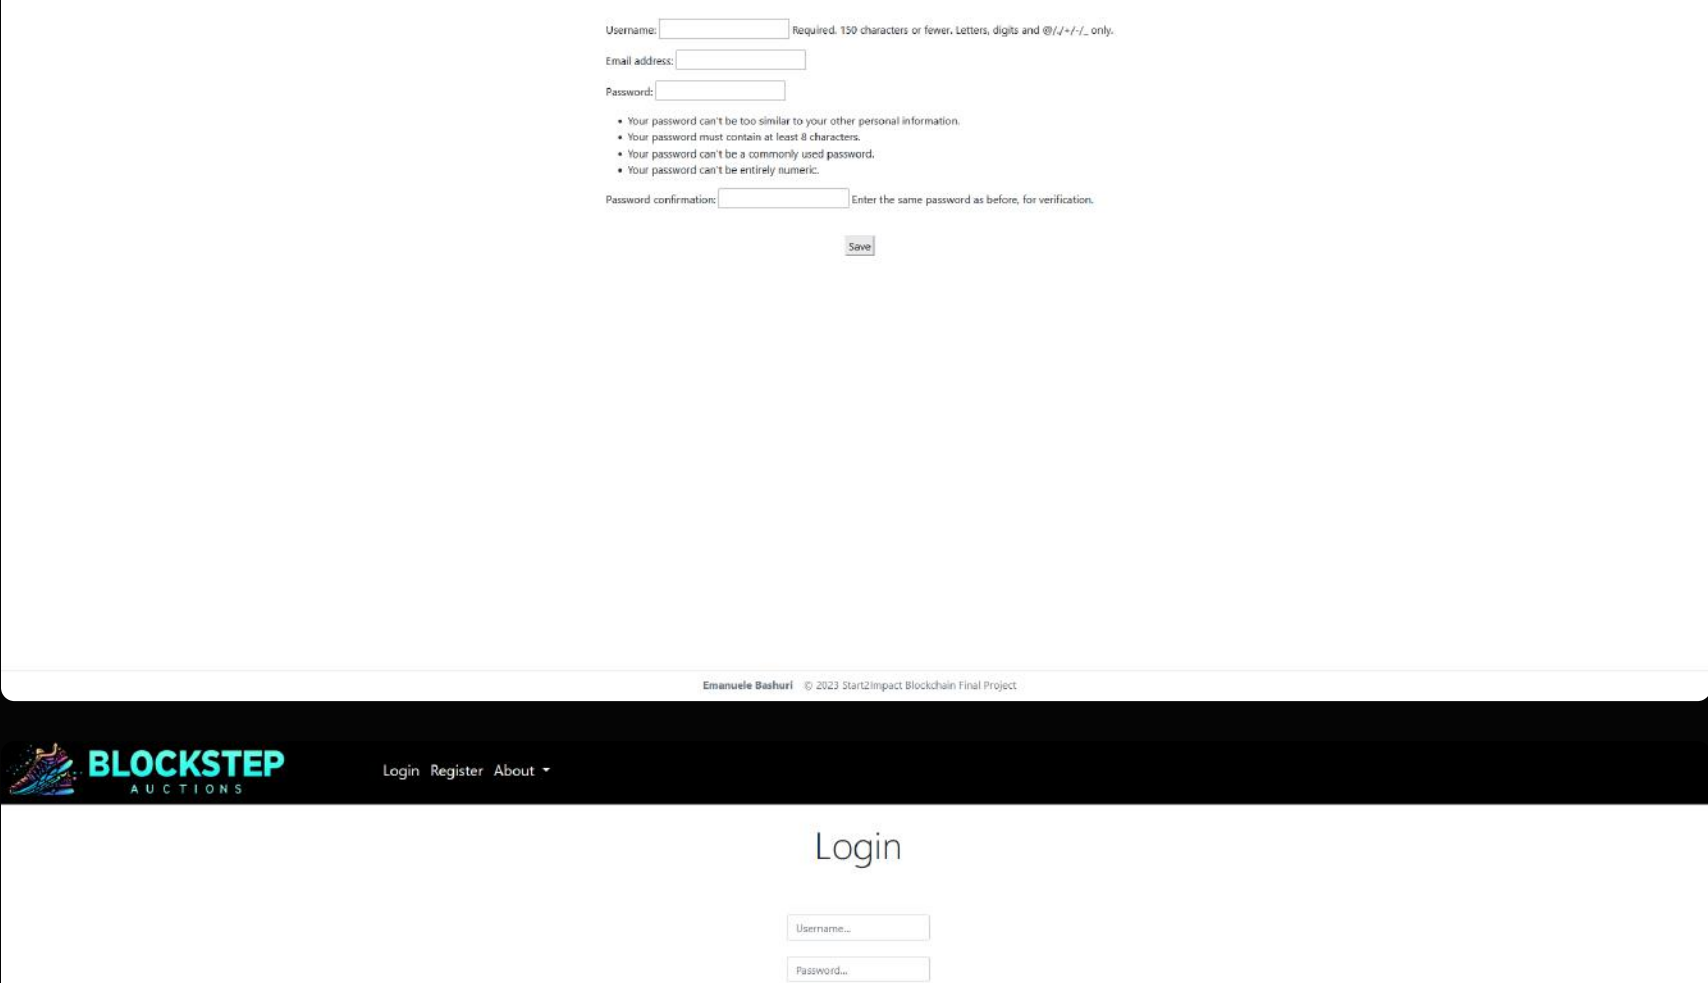 Username: Required. 150 characters or fewer. Letters, digits and @/./+/-/_ only.
Email address:
Password:
• Your password can't be too similar to your other personal information.
• Your password must contain at least 8 characters.
• Your password can't be a commonly used password.
• Your password can't be entirely numeric.
Password confirmation: Enter the same password as before, for verification.
Save
Emanuele Bashuri © 2023 Start2Impact Blockchain Final Project
BLOCKSTEP
AUCTIONS
Login Register About
Login
Username...
Password...